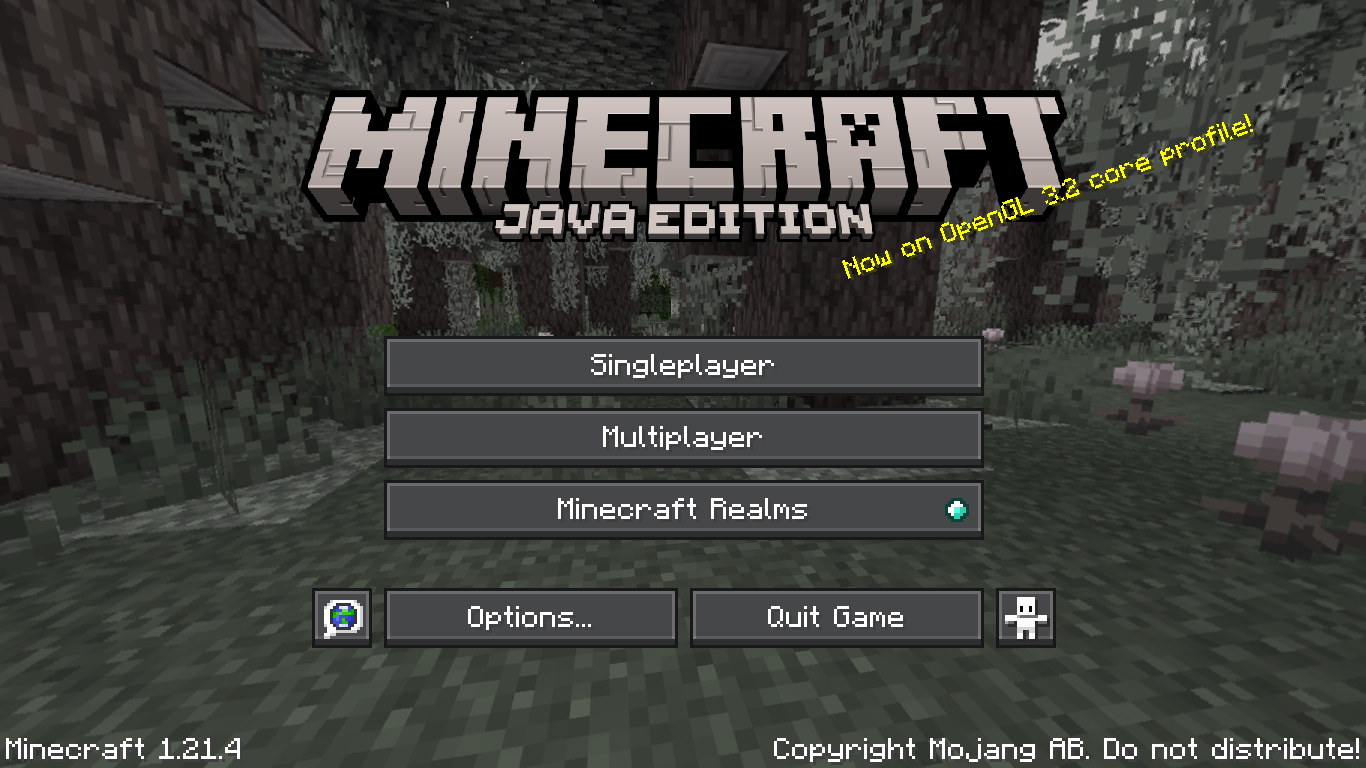 MINECRAFT
JAVA EDITION
Now on OpenGL 3.2 core profile!
Singleplayer
Multiplayer
Minecraft Realms
Options...
Quit Game
Minecraft 1.21.4
Copyright Mojang AB. Do not distribute!